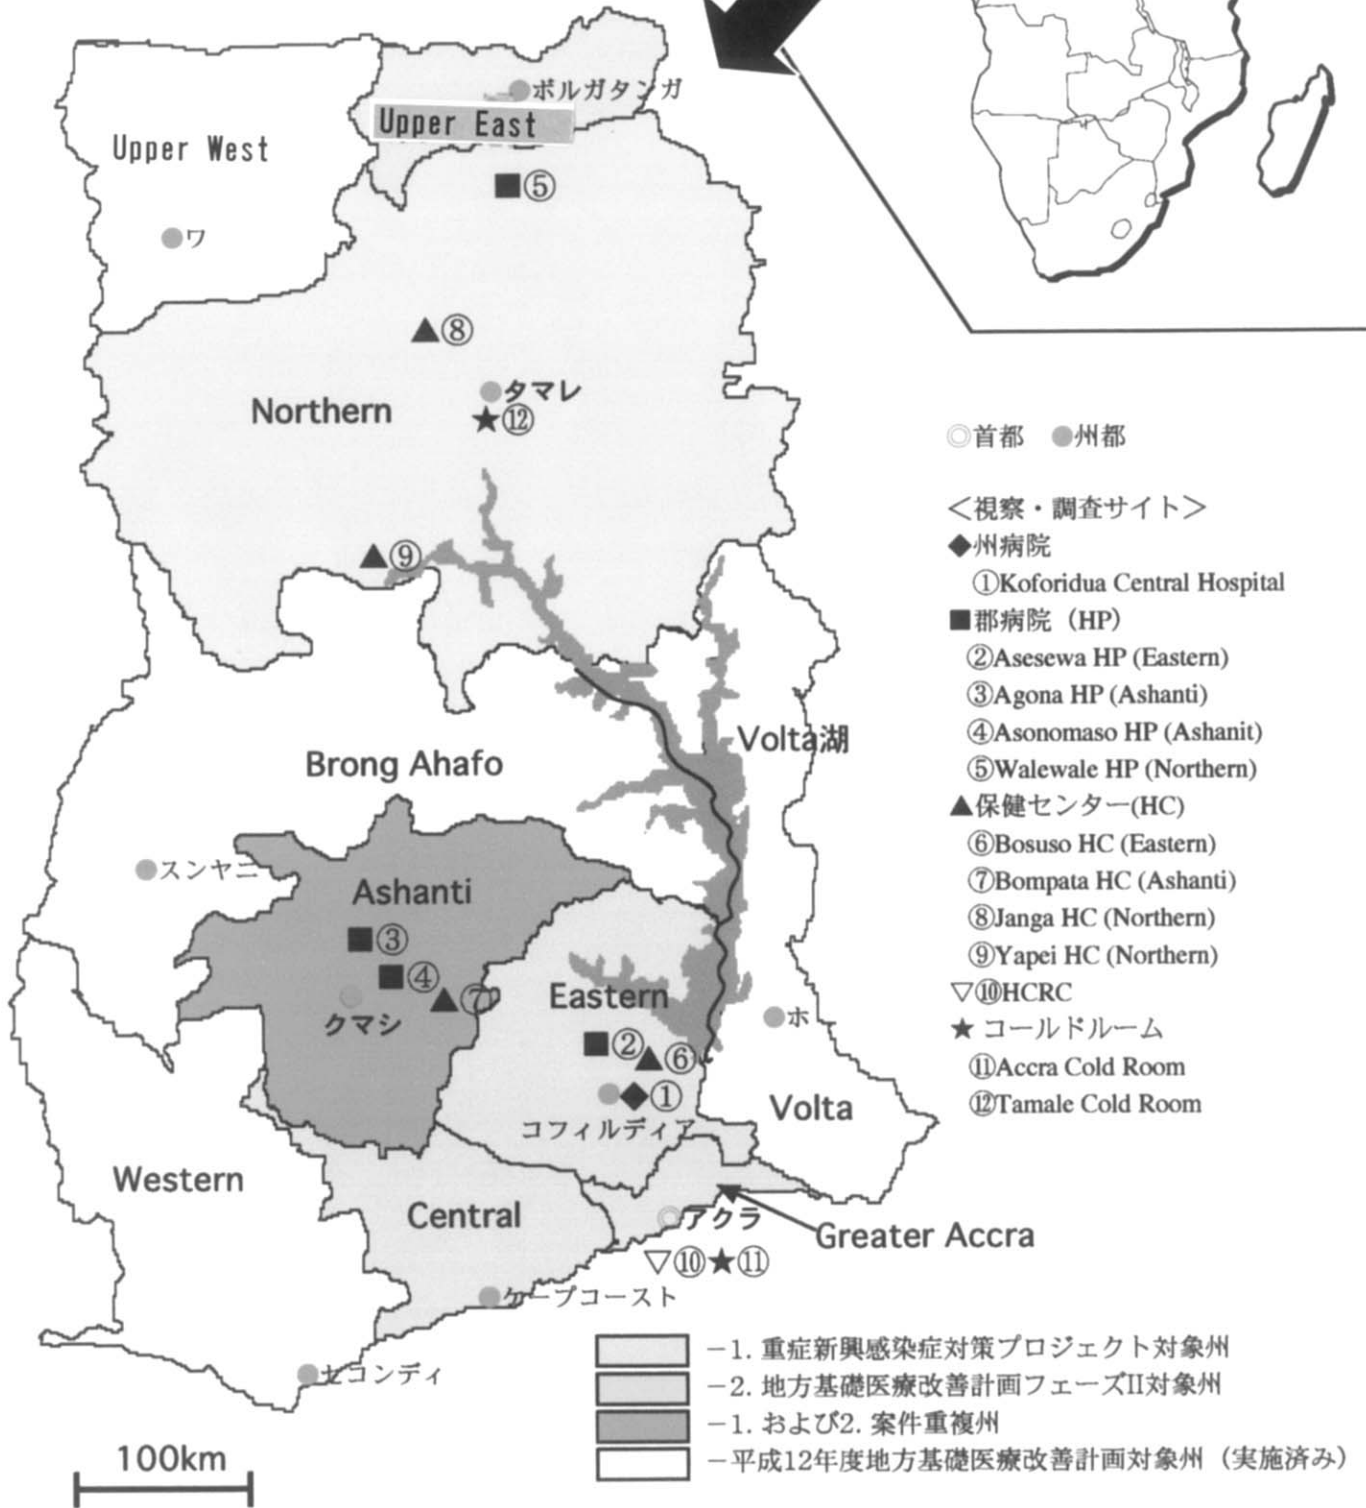 ボルガタンガ
Upper East
Upper West
⑤
ワ
⑧
タマレ
Northern
⑫
⑨
Volta湖
Brong Ahafo
スンヤニ
Ashanti
③
④
⑦
クマシ
Eastern
②
⑥
①
コフィルディア
ホ
Volta
Western
Central
アクラ
Greater Accra
⑩ ⑪
ケープコースト
セコンディ
100km
首都 州都
＜視察・調査サイト＞
◆州病院
①Koforidua Central Hospital
■郡病院（HP）
②Asesewa HP (Eastern)
③Agona HP (Ashanti)
④Asonomaso HP (Ashanit)
⑤Walewale HP (Northern)
▲保健センター(HC)
⑥Bosuso HC (Eastern)
⑦Bompata HC (Ashanti)
⑧Janga HC (Northern)
⑨Yapei HC (Northern)
▽⑩HCRC
★ コールドルーム
⑪Accra Cold Room
⑫Tamale Cold Room
－1. 重症新興感染症対策プロジェクト対象州
－2. 地方基礎医療改善計画フェーズII対象州
－1. および2. 案件重複州
－平成12年度地方基礎医療改善計画対象州（実施済み）